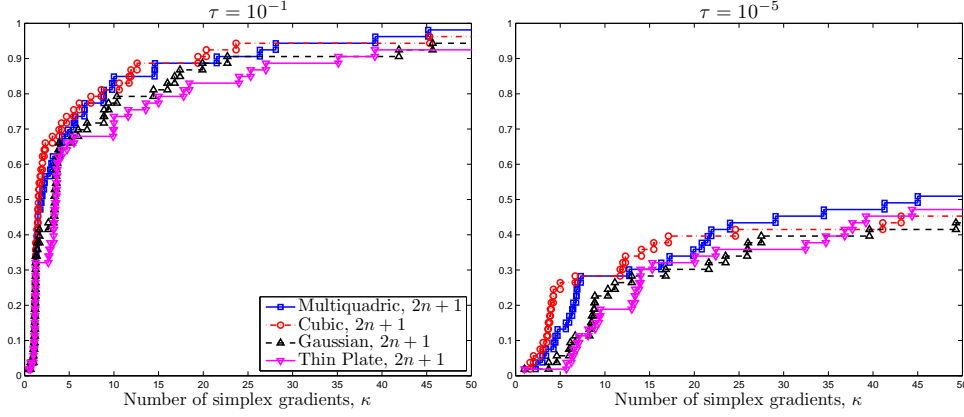 τ = 10⁻¹
1
0.9
0.8
0.7
0.6
0.5
0.4
0.3
0.2
0.1
0
0 5 10 15 20 25 30 35 40 45 50
Number of simplex gradients, κ
Multiquadric, 2n + 1
Cubic, 2n + 1
Gaussian, 2n + 1
Thin Plate, 2n + 1
τ = 10⁻⁵
1
0.9
0.8
0.7
0.6
0.5
0.4
0.3
0.2
0.1
0
0 5 10 15 20 25 30 35 40 45 50
Number of simplex gradients, κ